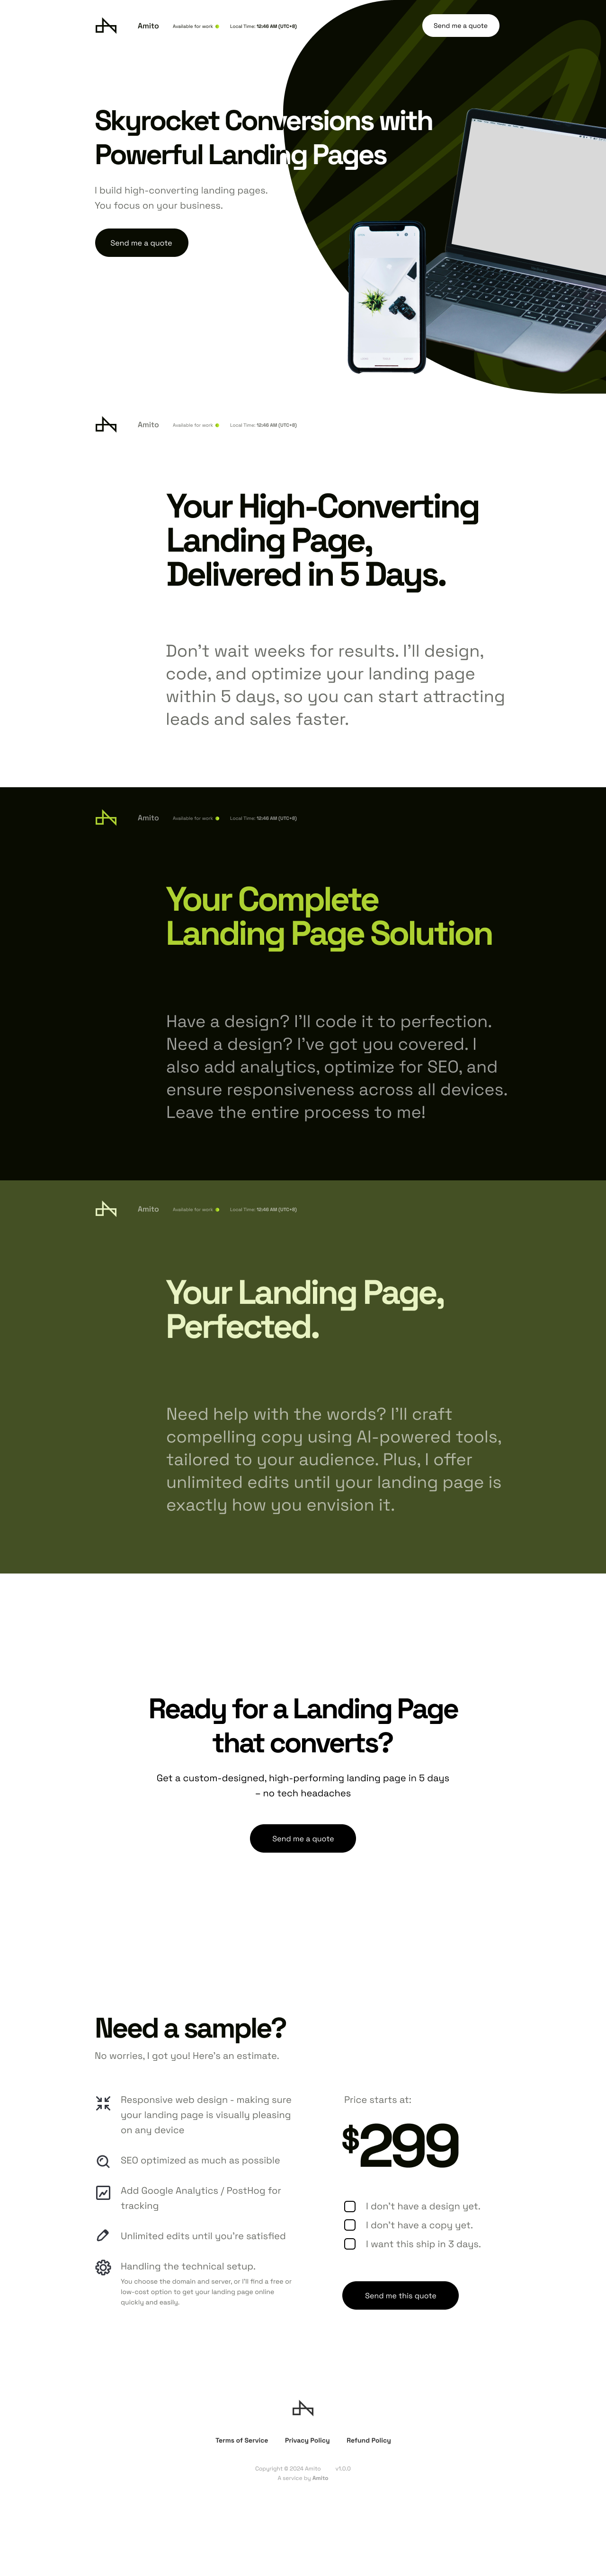 Amito
Available for work
Local Time: 12:46 AM (UTC+8)
Send me a quote
Skyrocket Conversions with
Powerful Landing Pages
I build high-converting landing pages.
You focus on your business.
Send me a quote
Amito
Available for work
Local Time: 12:46 AM (UTC+8)
Your High-Converting
Landing Page,
Delivered in 5 Days.
Don't wait weeks for results. I'll design,
code, and optimize your landing page
within 5 days, so you can start attracting
leads and sales faster.
Amito
Available for work
Local Time: 12:46 AM (UTC+8)
Your Complete
Landing Page Solution
Have a design? I'll code it to perfection.
Need a design? I've got you covered. I
also add analytics, optimize for SEO, and
ensure responsiveness across all devices.
Leave the entire process to me!
Amito
Available for work
Local Time: 12:46 AM (UTC+8)
Your Landing Page,
Perfected.
Need help with the words? I'll craft
compelling copy using AI-powered tools,
tailored to your audience. Plus, I offer
unlimited edits until your landing page is
exactly how you envision it.
Ready for a Landing Page
that converts?
Get a custom-designed, high-performing landing page in 5 days
– no tech headaches
Send me a quote
Need a sample?
No worries, I got you! Here's an estimate.
Responsive web design - making sure
your landing page is visually pleasing
on any device
SEO optimized as much as possible
Add Google Analytics / PostHog for
tracking
Unlimited edits until you're satisfied
Handling the technical setup.
You choose the domain and server, or I'll find a free or
low-cost option to get your landing page online
quickly and easily.
Price starts at:
$299
I don't have a design yet.
I don't have a copy yet.
I want this ship in 3 days.
Send me this quote
Terms of Service
Privacy Policy
Refund Policy
Copyright © 2024 Amito
v1.0.0
A service by Amito